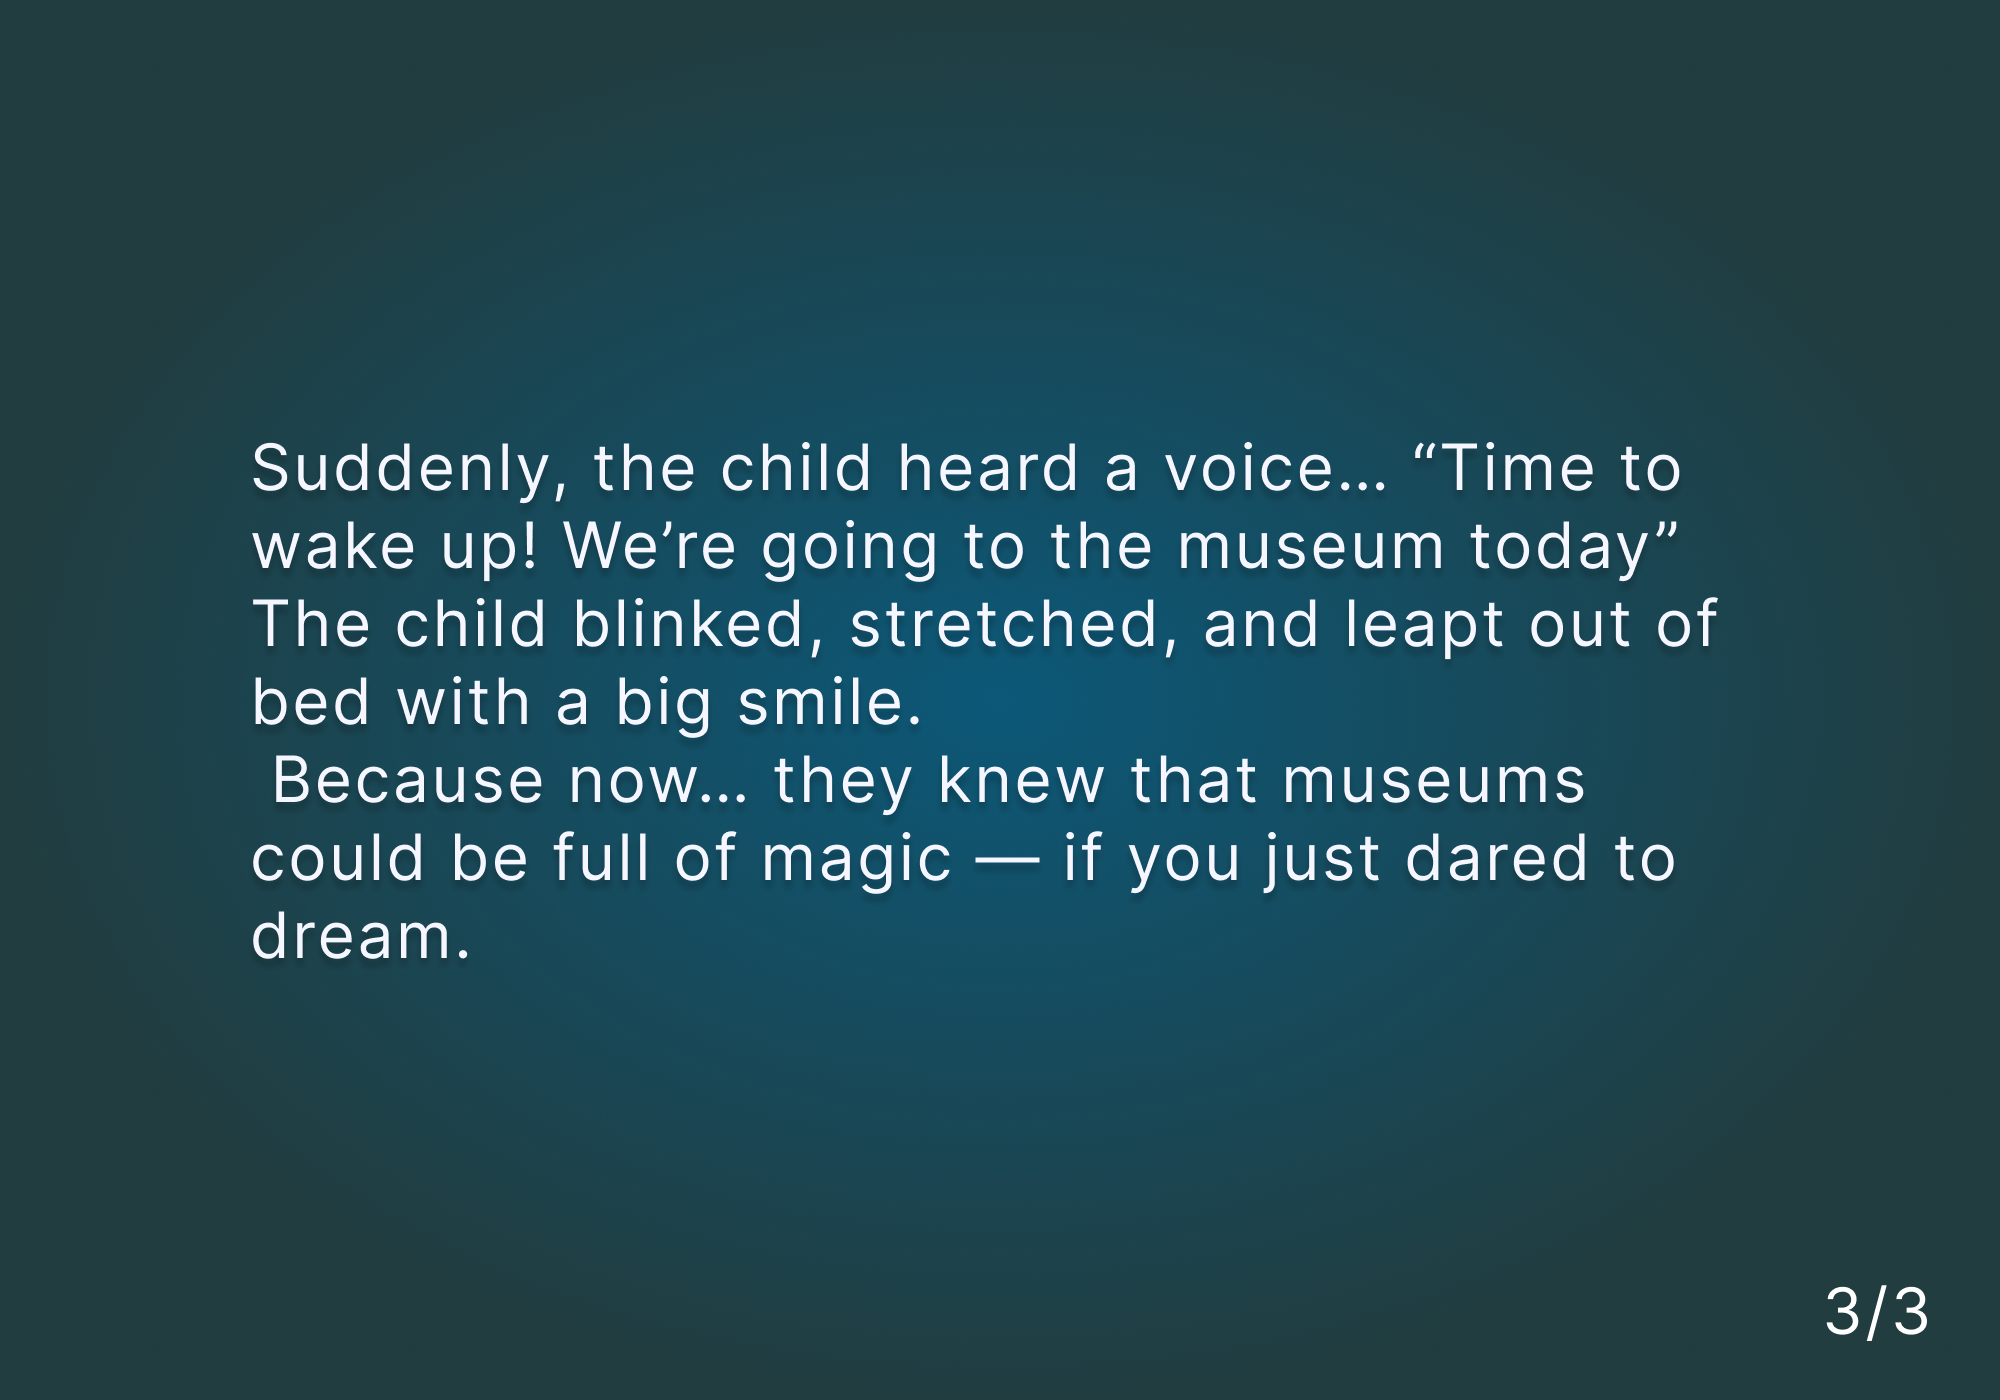 Suddenly, the child heard a voice… “Time to
wake up! We’re going to the museum today”
The child blinked, stretched, and leapt out of
bed with a big smile.
Because now… they knew that museums
could be full of magic — if you just dared to
dream.
3/3